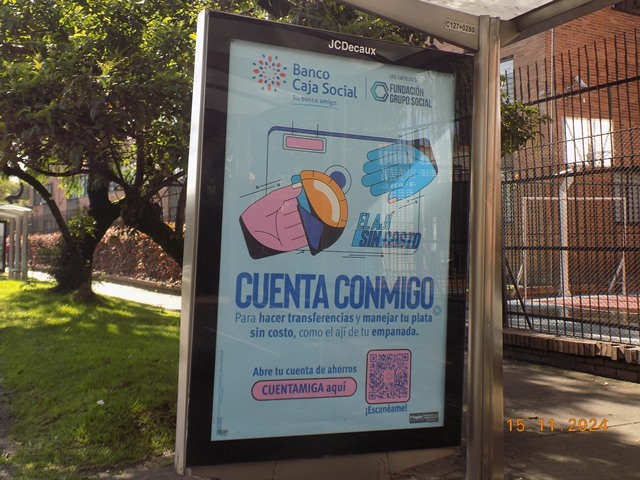 C127+0280
JCDecaux
Banco
Caja Social
Tu banco amigo.
UNA EMPRESA DE
FUNDACIÓN
GRUPO SOCIAL
EL AJÍ
SIN COSTO
CUENTA CONMIGO
Para hacer transferencias y manejar tu plata
sin costo, como el ají de tu empanada.
Abre tu cuenta de ahorros
CUENTAMIGA aquí
¡Escanéame!
15.11.2024